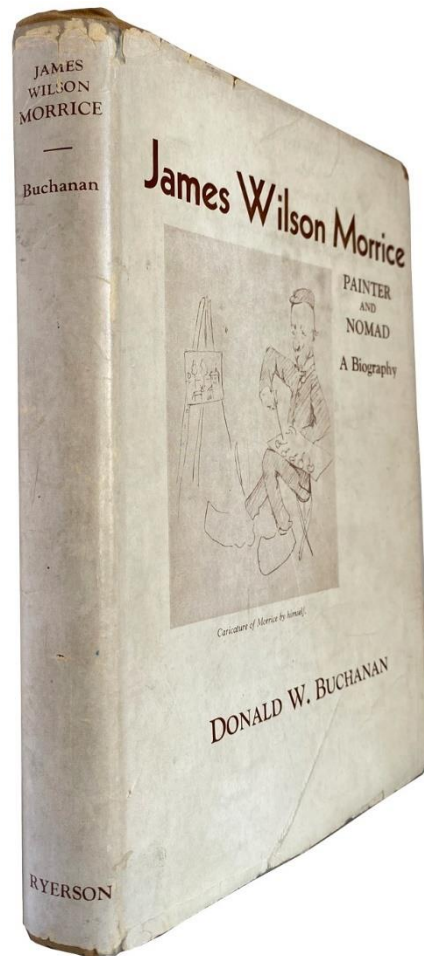 JAMES
WILSON
MORRICE
Buchanan
RYERSON
James Wilson Morrice
PAINTER
AND
NOMAD
A Biography
Caricature of Morrice by himself.
DONALD W. BUCHANAN